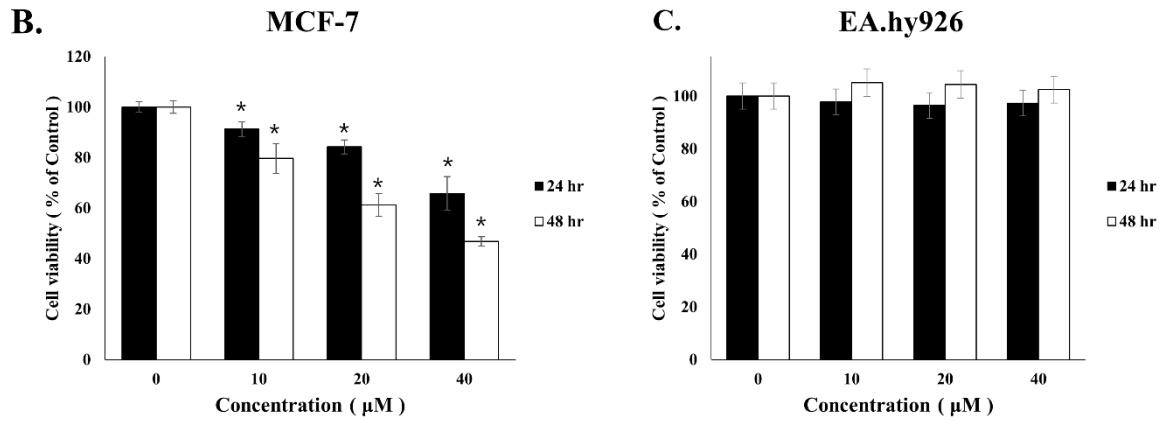 B.
MCF-7
120
100
80
60
40
20
0
Cell viability ( % of Control )
* * * * * *
0 10 20 40
Concentration ( µM )
24 hr
48 hr
C.
EA.hy926
100
80
60
40
20
0
Cell viability ( % of Control )
0 10 20 40
Concentration ( µM )
24 hr
48 hr